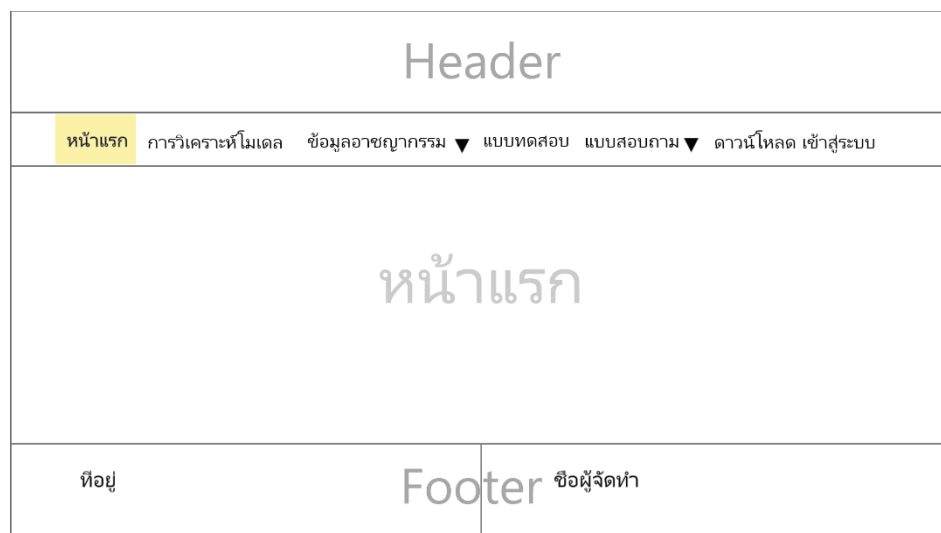 Header
หน้าแรก การวิเคราะห์โมเดล ข้อมูลอาชญากรรม ▼ แบบทดสอบ แบบสอบถาม ▼ ดาวน์โหลด เข้าสู่ระบบ
หน้าแรก
ที่อยู่ Footer ชื่อผู้จัดทำ